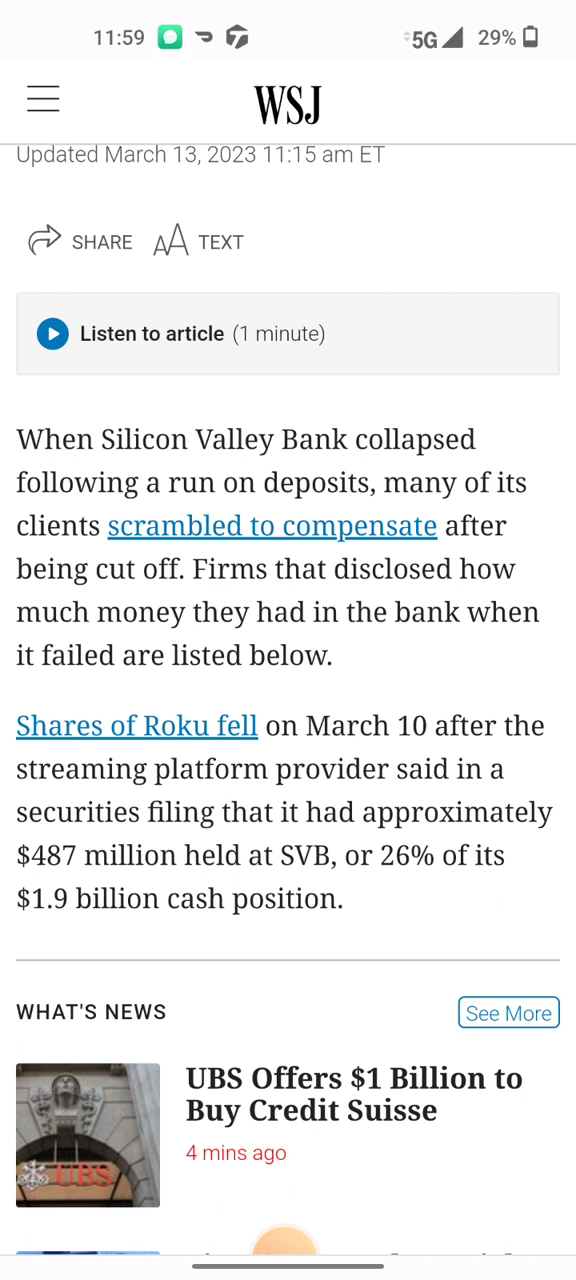 11:59
5G
29%
WSJ
Updated March 13, 2023 11:15 am ET
SHARE
TEXT
Listen to article (1 minute)
When Silicon Valley Bank collapsed
following a run on deposits, many of its
clients scrambled to compensate after
being cut off. Firms that disclosed how
much money they had in the bank when
it failed are listed below.
Shares of Roku fell on March 10 after the
streaming platform provider said in a
securities filing that it had approximately
$487 million held at SVB, or 26% of its
$1.9 billion cash position.
WHAT'S NEWS
See More
UBS Offers $1 Billion to
Buy Credit Suisse
4 mins ago
UBS